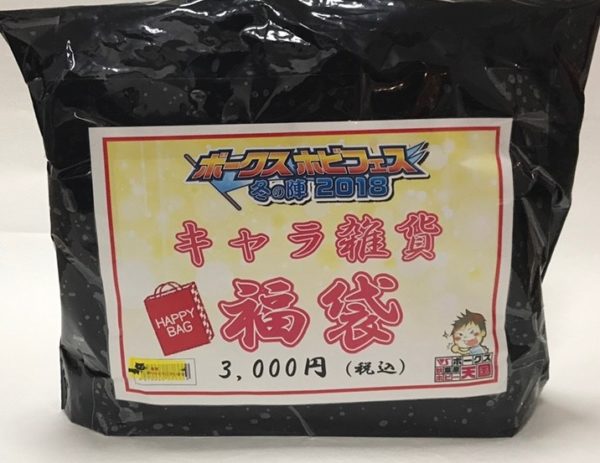 ボークス ホビーフェス
冬の陣 2018
キャラ雑貨
HAPPY
BAG
福袋
3,000円 (税込)
ボークス
天国